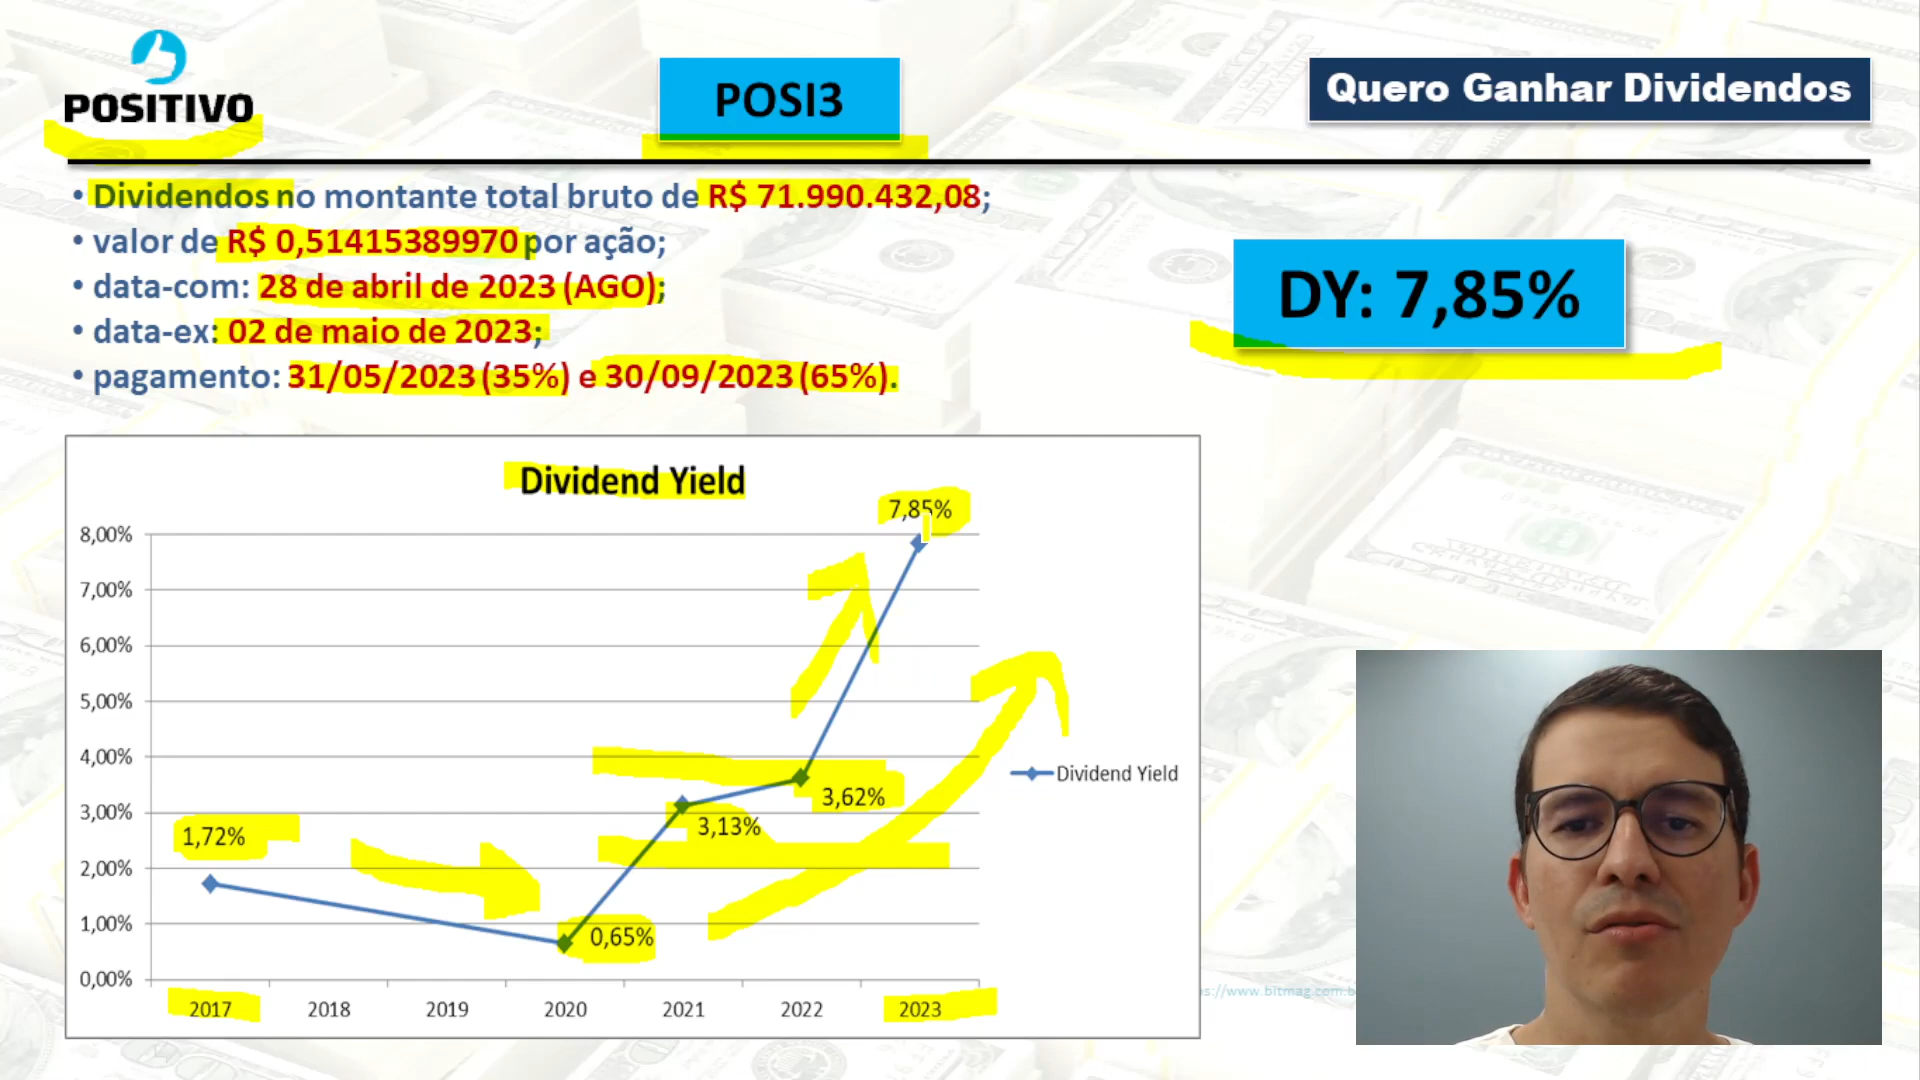 POSITIVO
POSI3
Quero Ganhar Dividendos
• Dividendos no montante total bruto de R$ 71.990.432,08;
• valor de R$ 0,51415389970 por ação;
• data-com: 28 de abril de 2023 (AGO);
• data-ex: 02 de maio de 2023;
• pagamento: 31/05/2023 (35%) e 30/09/2023 (65%).
DY: 7,85%
Dividend Yield
7,85%
8,00%
7,00%
6,00%
5,00%
4,00%
3,62%
3,00%
3,13%
1,72%
2,00%
1,00%
0,65%
0,00%
Dividend Yield
2017 2018 2019 2020 2021 2022 2023
s://www.bitmag.com.b